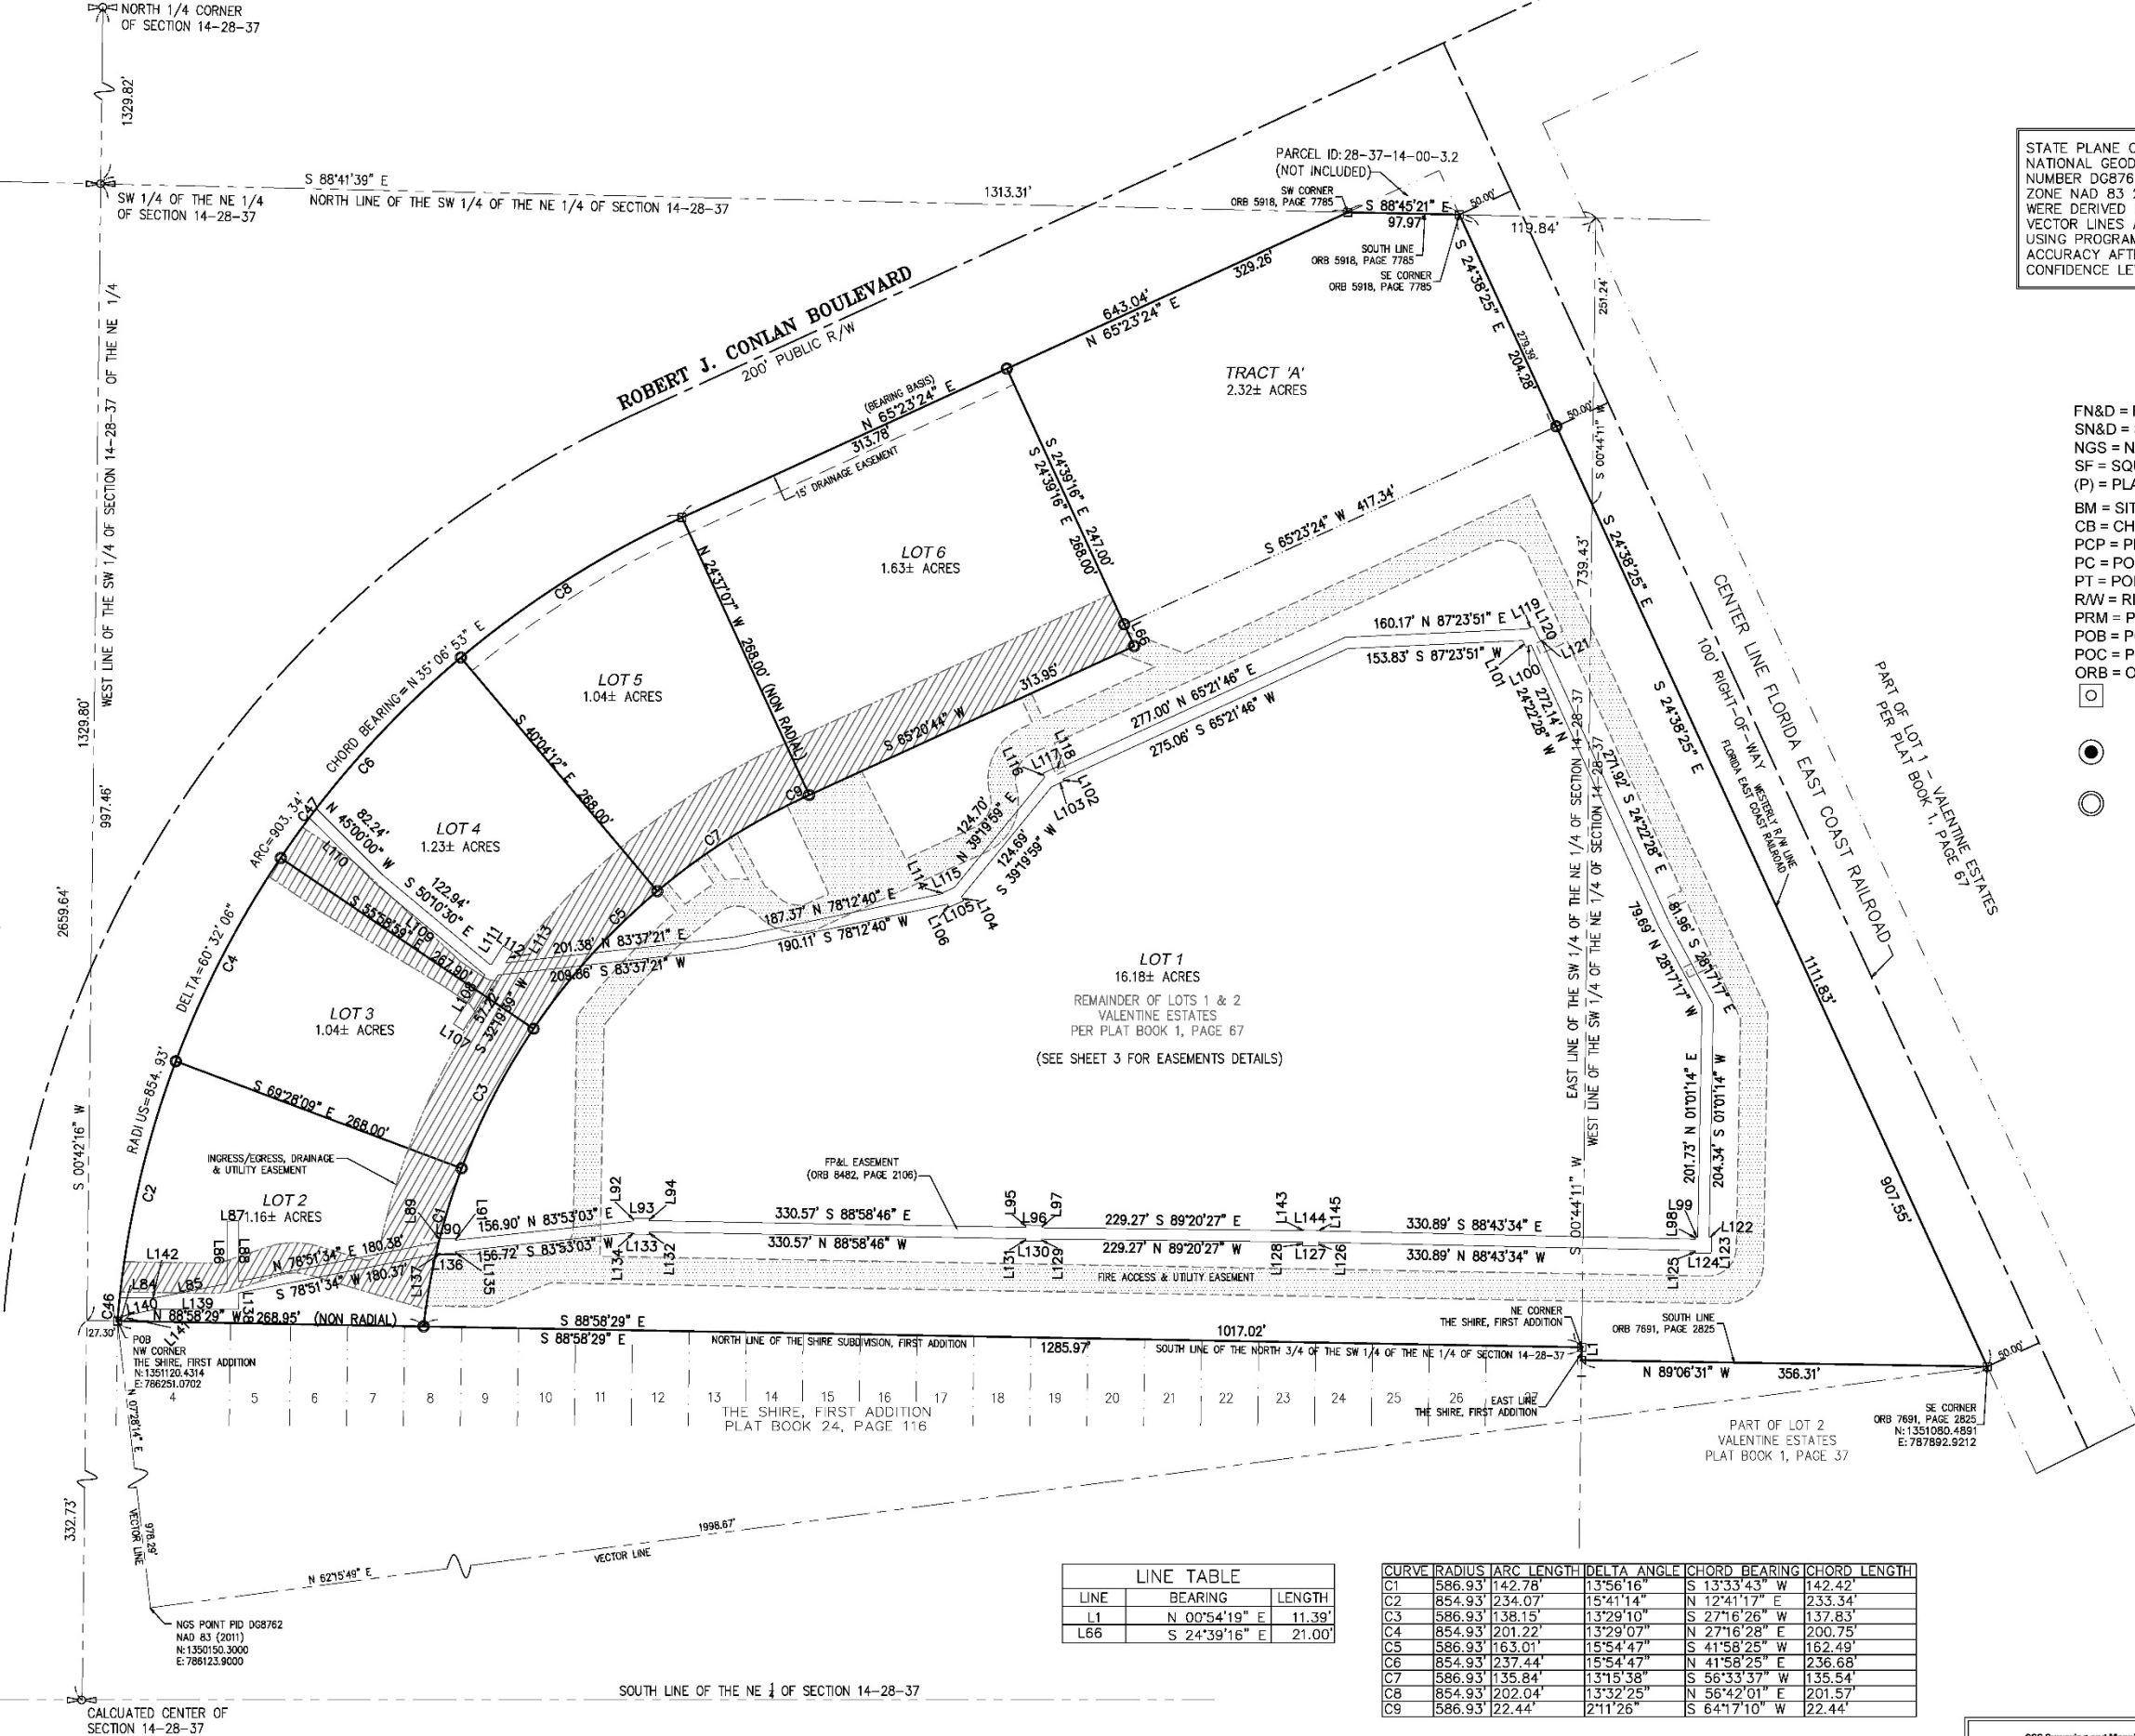 NORTH 1/4 CORNER
OF SECTION 14-28-37
1329.82'
S 88°41'39" E
1313.31'
SW 1/4 OF THE NE 1/4
OF SECTION 14-28-37
NORTH LINE OF THE SW 1/4 OF THE NE 1/4 OF SECTION 14-28-37
PARCEL ID: 28-37-14-00-3.2
(NOT INCLUDED)
SW CORNER
ORB 5918, PAGE 7785
S 88°45'21" E
97.97'
50.00'
119.84'
SOUTH LINE
ORB 5918, PAGE 7785
SE CORNER
ORB 5918, PAGE 7785
STATE PLANE C
NATIONAL GEOD
NUMBER DG876
ZONE NAD 83 2
WERE DERIVED
VECTOR LINES A
USING PROGRAM
ACCURACY AFT
CONFIDENCE LE
FN&D = F
SN&D =
NGS = N
SF = SQU
(P) = PLA
BM = SIT
CB = CH
PCP = P
PC = PO
PT = POI
R/W = RI
PRM = P
POB = P
POC = P
ORB = O
WEST LINE OF THE SW 1/4 OF SECTION 14-28-37 OF THE NE 1/4
1329.80'
997.46'
2659.64'
S 00°42'16" W
332.73'
ROBERT J. CONLAN BOULEVARD
200' PUBLIC R/W
329.26'
643.04'
N 65°23'24" E
(BEARING BASIS)
N 65°23'24" E
313.78'
15' DRAINAGE EASEMENT
TRACT 'A'
2.32± ACRES
S 24°38'25" E
279.39'
204.28'
251.24'
50.00'
S 00°44'11" W
739.43'
S 24°39'16" E 247.00'
S 24°39'16" E 268.00'
S 65°23'24" W 417.34'
L66
LOT 6
1.63± ACRES
N 24°37'07" W 268.00' (NON RADIAL)
313.95'
S 65°20'44" W
C8
C9
LOT 5
1.04± ACRES
S 40°04'12" E 268.00'
C7
CHORD BEARING = N 35° 06' 53" E
C6
C47
ARC=903.34'
N 45°00'00" W
82.24'
LOT 4
1.23± ACRES
L110
122.94'
S 50°10'30" E
S 55°58'59" E 267.90'
L109
L111
L112
L113
L108
L107
57.22'
S 32°19'59" W
C5
DELTA=60° 32' 06"
C4
LOT 3
1.04± ACRES
RADIUS=854.93'
S 69°28'09" E 268.00'
C3
C2
INGRESS/EGRESS, DRAINAGE
& UTILITY EASEMENT
LOT 2
1.16± ACRES
L87
L86
L88
L142
L84
L85
L140
L139
L138
L141
C46
27.30'
N 78°51'34" E 180.38'
S 78°51'34" W 180.37'
L89
C1
L90
L91
L137
L136
L135
N 88°58'29" W 268.95' (NON RADIAL)
POB
NW CORNER
THE SHIRE, FIRST ADDITION
N: 1351120.4314
E: 786251.0702
201.38' N 83°37'21" E
209.86' S 83°37'21" W
187.37' N 78°12'40" E
190.11' S 78°12'40" W
L114
L115
L106
L105
L104
124.70'
N 39°19'59" E
124.69'
S 39°19'59" W
L116
L117
L118
L103
L102
277.00' N 65°21'46" E
275.06' S 65°21'46" W
160.17' N 87°23'51" E
153.83' S 87°23'51" W
L119
L120
L121
L101
L100
272.14' N
24°22'28" W
271.92' S 24°22'28" E
81.96' S 28°17'17" E
79.69' N 28°17'17" W
201.73' N 01°01'14" E
204.34' S 01°01'14" W
LOT 1
16.18± ACRES
REMAINDER OF LOTS 1 & 2
VALENTINE ESTATES
PER PLAT BOOK 1, PAGE 67
(SEE SHEET 3 FOR EASEMENTS DETAILS)
EAST LINE OF THE SW 1/4 OF THE NE 1/4 OF SECTION 14-28-37
WEST LINE OF THE SW 1/4 OF THE NE 1/4 OF SECTION 14-28-37
S 00°44'11" W
S 24°38'25" E
S 24°38'25" E
1111.83'
907.55'
CENTER LINE FLORIDA EAST COAST RAILROAD
100' RIGHT-OF-WAY
WESTERLY R/W LINE
FLORIDA EAST COAST RAILROAD
PART OF LOT 1 - VALENTINE ESTATES
PER PLAT BOOK 1, PAGE 67
FP&L EASEMENT
(ORB 8482, PAGE 2106)
156.90' N 83°53'03" E
156.72' S 83°53'03" W
L92
L93
L94
L134
L133
L132
330.57' S 88°58'46" E
330.57' N 88°58'46" W
L95
L96
L97
L131
L130
L129
229.27' S 89°20'27" E
229.27' N 89°20'27" W
L143
L144
L145
L128
L127
L126
330.89' S 88°43'34" E
330.89' N 88°43'34" W
L98
L99
L122
L125
L124
L123
FIRE ACCESS & UTILITY EASEMENT
S 88°58'29" E
1017.02'
S 88°58'29" E
NORTH LINE OF THE SHIRE SUBDIVISION, FIRST ADDITION
1285.97'
SOUTH LINE OF THE NORTH 3/4 OF THE SW 1/4 OF THE NE 1/4 OF SECTION 14-28-37
NE CORNER
THE SHIRE, FIRST ADDITION
SOUTH LINE
ORB 7691, PAGE 2825
L1
50.00'
N 89°06'31" W 356.31'
4 5 6 7 8 9 10 11 12 13 14 15 16 17 18 19 20 21 22 23 24 25 26 27
THE SHIRE, FIRST ADDITION
PLAT BOOK 24, PAGE 116
EAST LINE
THE SHIRE, FIRST ADDITION
PART OF LOT 2
VALENTINE ESTATES
PLAT BOOK 1, PAGE 37
SE CORNER
ORB 7691, PAGE 2825
N: 1351080.4891
E: 787892.9212
N 07°28'14" E
978.29'
VECTOR LINE
N 62°15'49" E
1998.67'
VECTOR LINE
NGS POINT PID DG8762
NAD 83 (2011)
N: 1350150.3000
E: 786123.9000
SOUTH LINE OF THE NE ¼ OF SECTION 14-28-37
CALCUATED CENTER OF
SECTION 14-28-37
LINE TABLE
LINE BEARING LENGTH
L1 N 00°54'19" E 11.39'
L66 S 24°39'16" E 21.00'
CURVE RADIUS ARC LENGTH DELTA ANGLE CHORD BEARING CHORD LENGTH
C1 586.93' 142.78' 13°56'16" S 13°33'43" W 142.42'
C2 854.93' 234.07' 15°41'14" N 12°41'17" E 233.34'
C3 586.93' 138.15' 13°29'10" S 27°16'26" W 137.83'
C4 854.93' 201.22' 13°29'07" N 27°16'28" E 200.75'
C5 586.93' 163.01' 15°54'47" S 41°58'25" W 162.49'
C6 854.93' 237.44' 15°54'47" N 41°58'25" E 236.68'
C7 586.93' 135.84' 13°15'38" S 56°33'37" W 135.54'
C8 854.93' 202.04' 13°32'25" N 56°42'01" E 201.57'
C9 586.93' 22.44' 2°11'26" S 64°17'10" W 22.44'